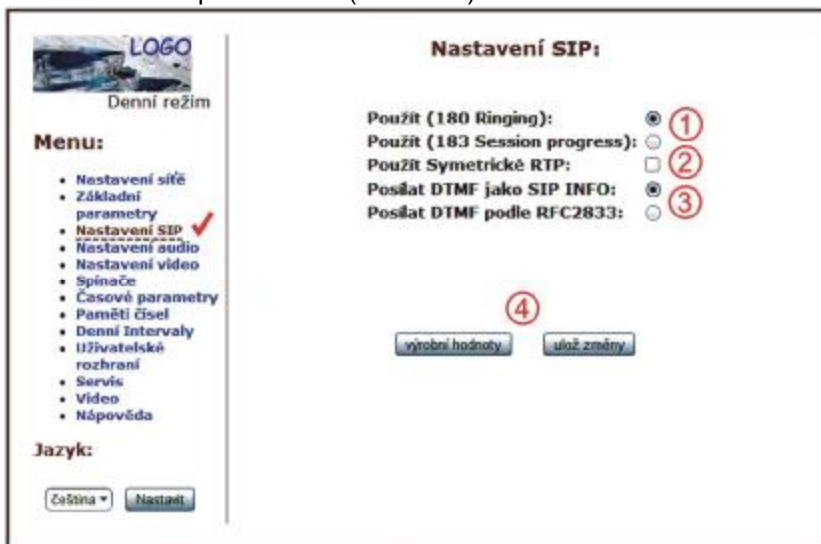 LOGO
Denní režim
Menu:
Nastavení sítě
Základní
parametry
Nastavení SIP
Nastavení audio
Nastavení video
Spínače
Časové parametry
Paměti čísel
Denní Intervaly
Uživatelské
rozhraní
Servis
Video
Nápověda
Jazyk:
Čeština Nastavit
Nastavení SIP:
Použít (180 Ringing): 1
Použít (183 Session progress):
Použít Symetrické RTP: 2
Posílat DTMF jako SIP INFO: 3
Posílat DTMF podle RFC2833:
4
výrobní hodnoty ulož změny